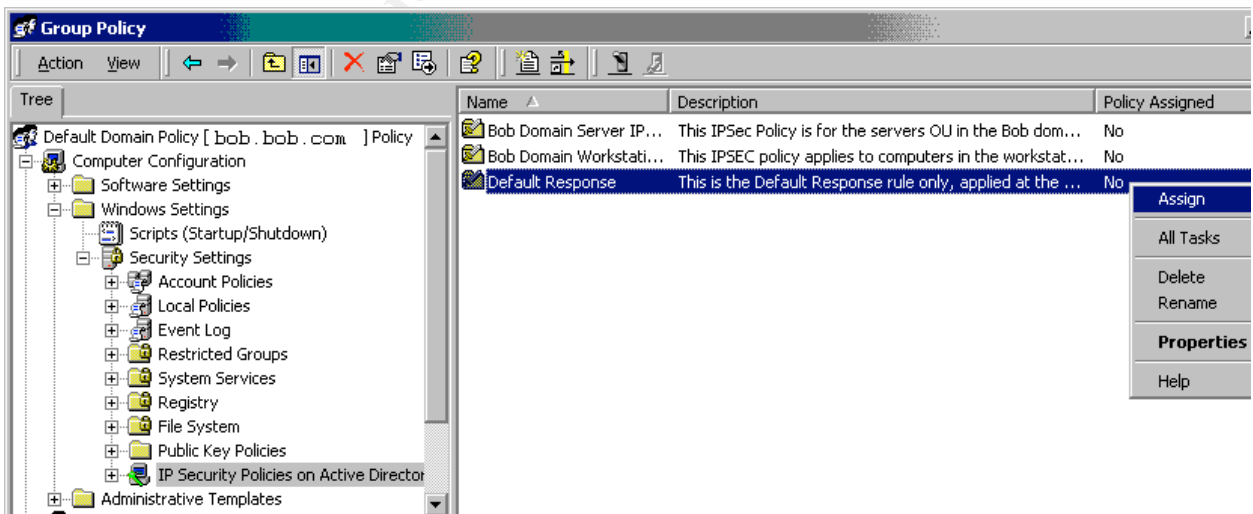 Group Policy
Action View
Tree
Name Description Policy Assigned
Default Domain Policy [ bob.bob.com ] Policy
Computer Configuration
Software Settings
Windows Settings
Scripts (Startup/Shutdown)
Security Settings
Account Policies
Local Policies
Event Log
Restricted Groups
System Services
Registry
File System
Public Key Policies
IP Security Policies on Active Director
Administrative Templates
Bob Domain Server IP... This IPSec Policy is for the servers OU in the Bob dom... No
Bob Domain Workstati... This IPSEC policy applies to computers in the workstat... No
Default Response This is the Default Response rule only, applied at the ... No
Assign
All Tasks
Delete
Rename
Properties
Help